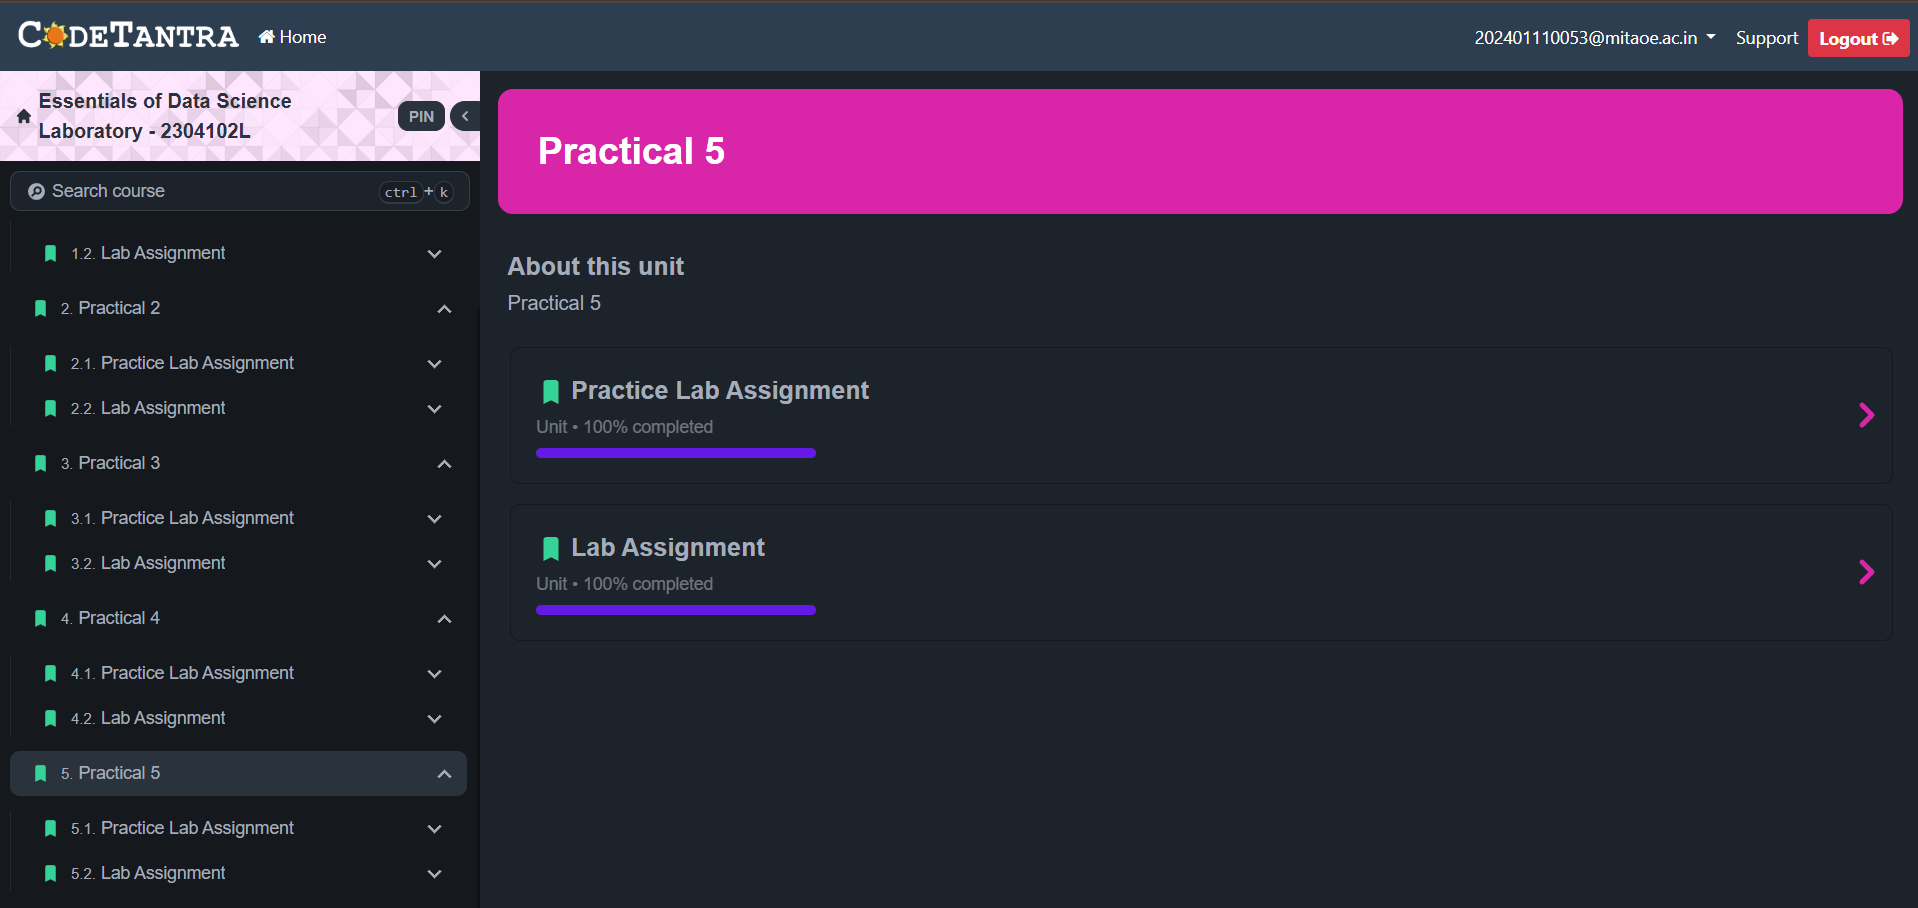 CODETANTRA
Home
202401110053@mitaoe.ac.in
Support
Logout
Essentials of Data Science
Laboratory - 2304102L
PIN
Search course
ctrl + k
1.2. Lab Assignment
2. Practical 2
2.1. Practice Lab Assignment
2.2. Lab Assignment
3. Practical 3
3.1. Practice Lab Assignment
3.2. Lab Assignment
4. Practical 4
4.1. Practice Lab Assignment
4.2. Lab Assignment
5. Practical 5
5.1. Practice Lab Assignment
5.2. Lab Assignment
Practical 5
About this unit
Practical 5
Practice Lab Assignment
Unit • 100% completed
Lab Assignment
Unit • 100% completed